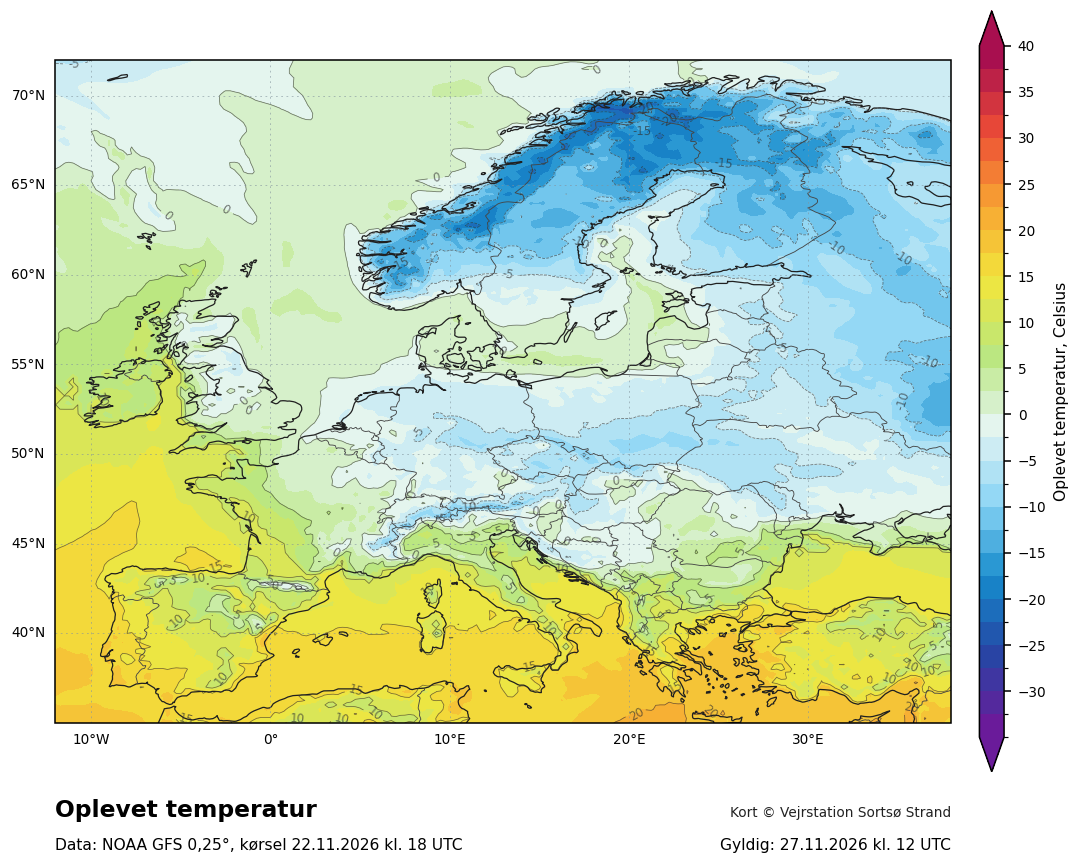 40
35
30
25
20
15
10
5
0
−5
−10
−15
−20
−25
−30
Oplevet temperatur, Celsius
70°N
65°N
60°N
55°N
50°N
45°N
40°N
10°W
0°
10°E
20°E
30°E
Oplevet temperatur
Kort © Vejrstation Sortsø Strand
Data: NOAA GFS 0,25°, kørsel 22.11.2026 kl. 18 UTC
Gyldig: 27.11.2026 kl. 12 UTC